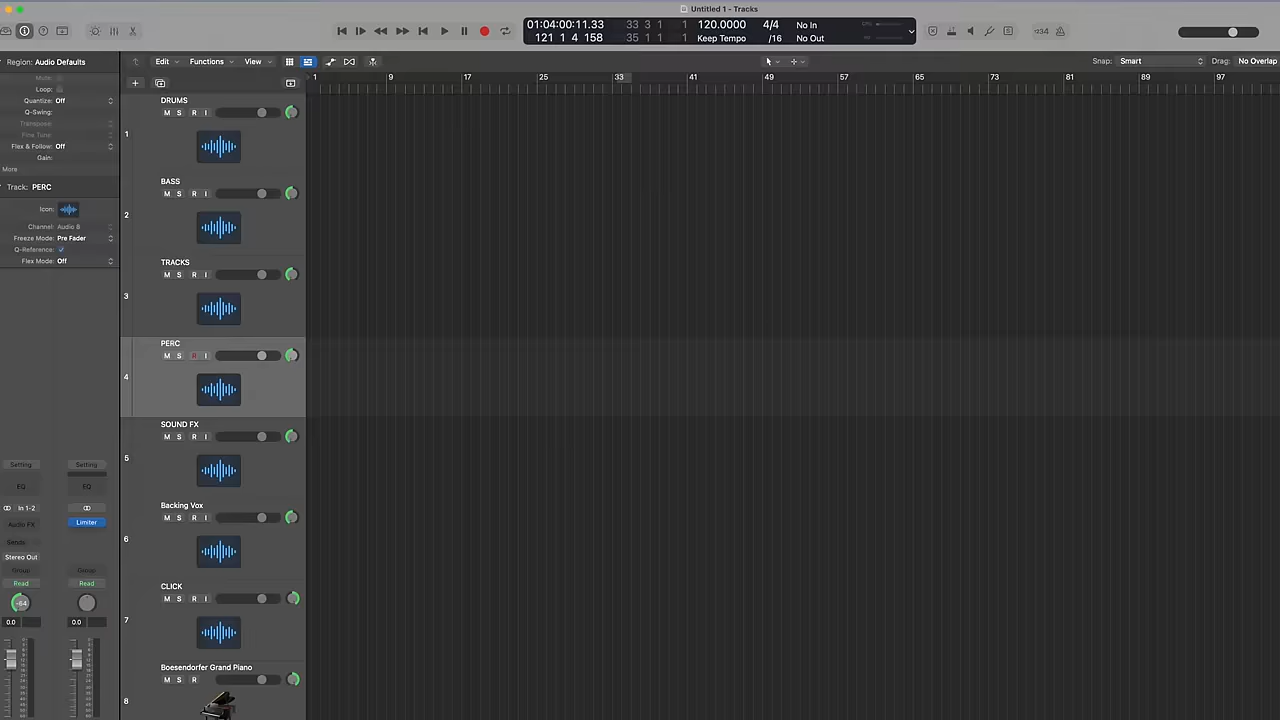 Untitled 1 - Tracks
01:04:00:11.33 33 3 1 1 120.0000 4/4 No In
121 1 4 158 35 1 1 1 Keep Tempo /16 No Out
1234
Region: Audio Defaults
Edit Functions View
Snap: Smart Drag: No Overlap
1 9 17 25 33 41 49 57 65 73 81 89 97
Mute:
Loop:
Quantize: Off
Q-Swing:
Transpose:
Fine Tune:
Flex & Follow: Off
Gain:
More
Track: PERC
Icon:
Channel: Audio 8
Freeze Mode: Pre Fader
Q-Reference:
Flex Mode: Off
Setting Setting
EQ EQ
In 1-2
Audio FX Limiter
Sends
Stereo Out
Group Group
Read Read
-64
0.0 0.0
DRUMS
M S R I
1
BASS
M S R I
2
TRACKS
M S R I
3
PERC
M S R I
4
SOUND FX
M S R I
5
Backing Vox
M S R I
6
CLICK
M S R I
7
Boesendorfer Grand Piano
M S R
8